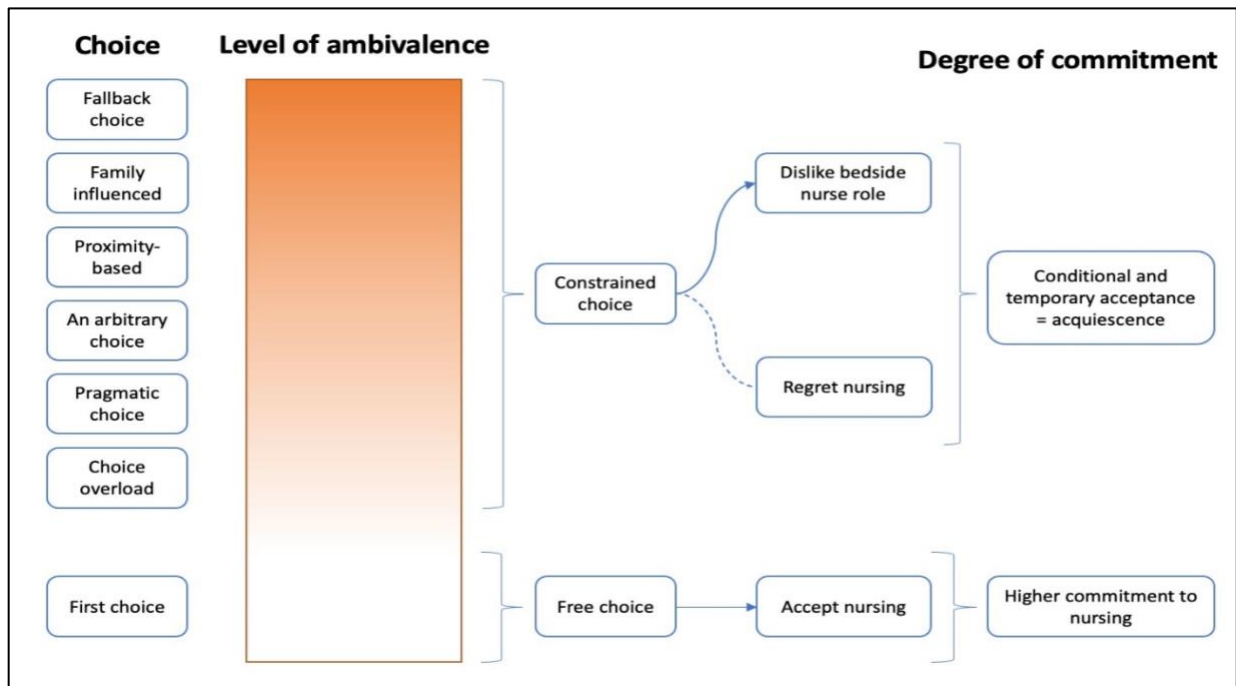 Choice
Level of ambivalence
Degree of commitment
Fallback
choice
Family
influenced
Proximity-
based
An arbitrary
choice
Pragmatic
choice
Choice
overload
First choice
Constrained
choice
Free choice
Dislike bedside
nurse role
Regret nursing
Accept nursing
Conditional and
temporary acceptance
= acquiescence
Higher commitment to
nursing